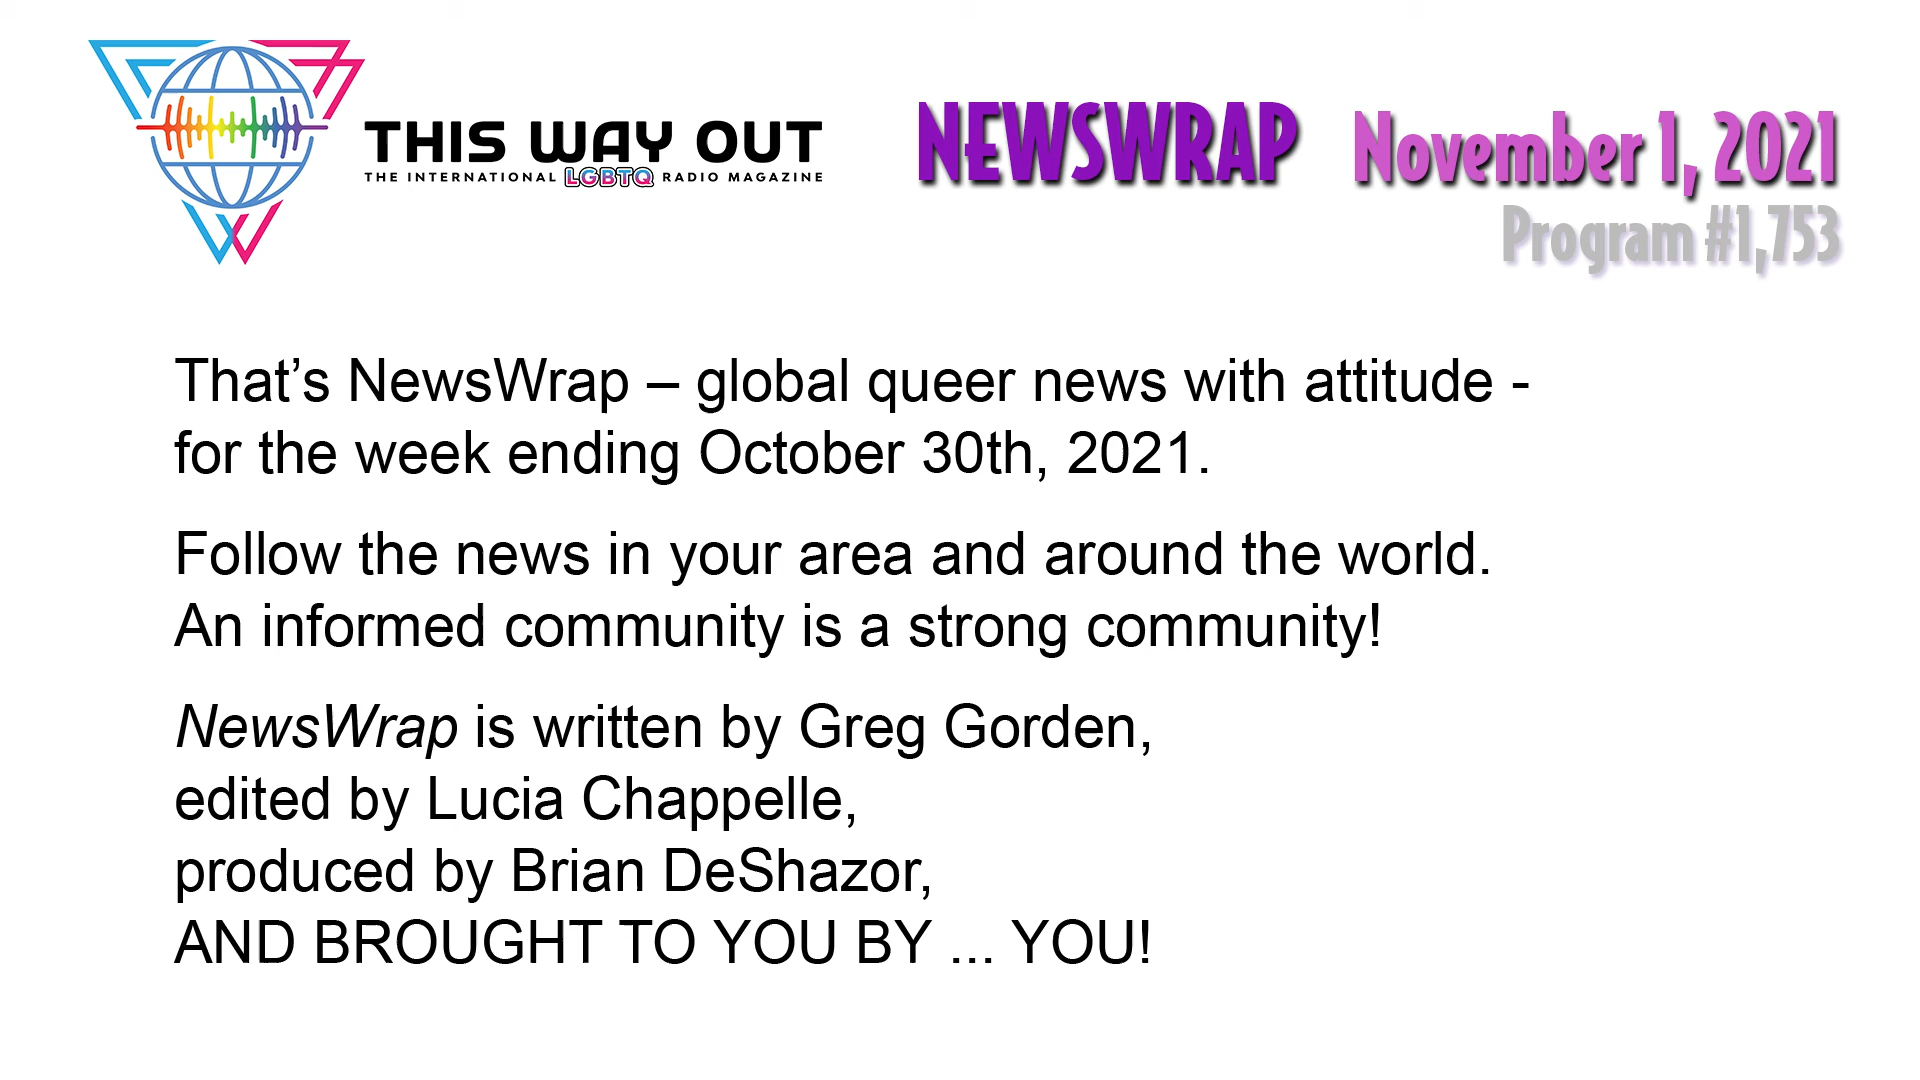 THIS WAY OUT
THE INTERNATIONAL LGBTQ RADIO MAGAZINE
NEWSWRAP
November 1, 2021
Program #1,753
That’s NewsWrap – global queer news with attitude -
for the week ending October 30th, 2021.
Follow the news in your area and around the world.
An informed community is a strong community!
NewsWrap is written by Greg Gorden,
edited by Lucia Chappelle,
produced by Brian DeShazor,
AND BROUGHT TO YOU BY ... YOU!